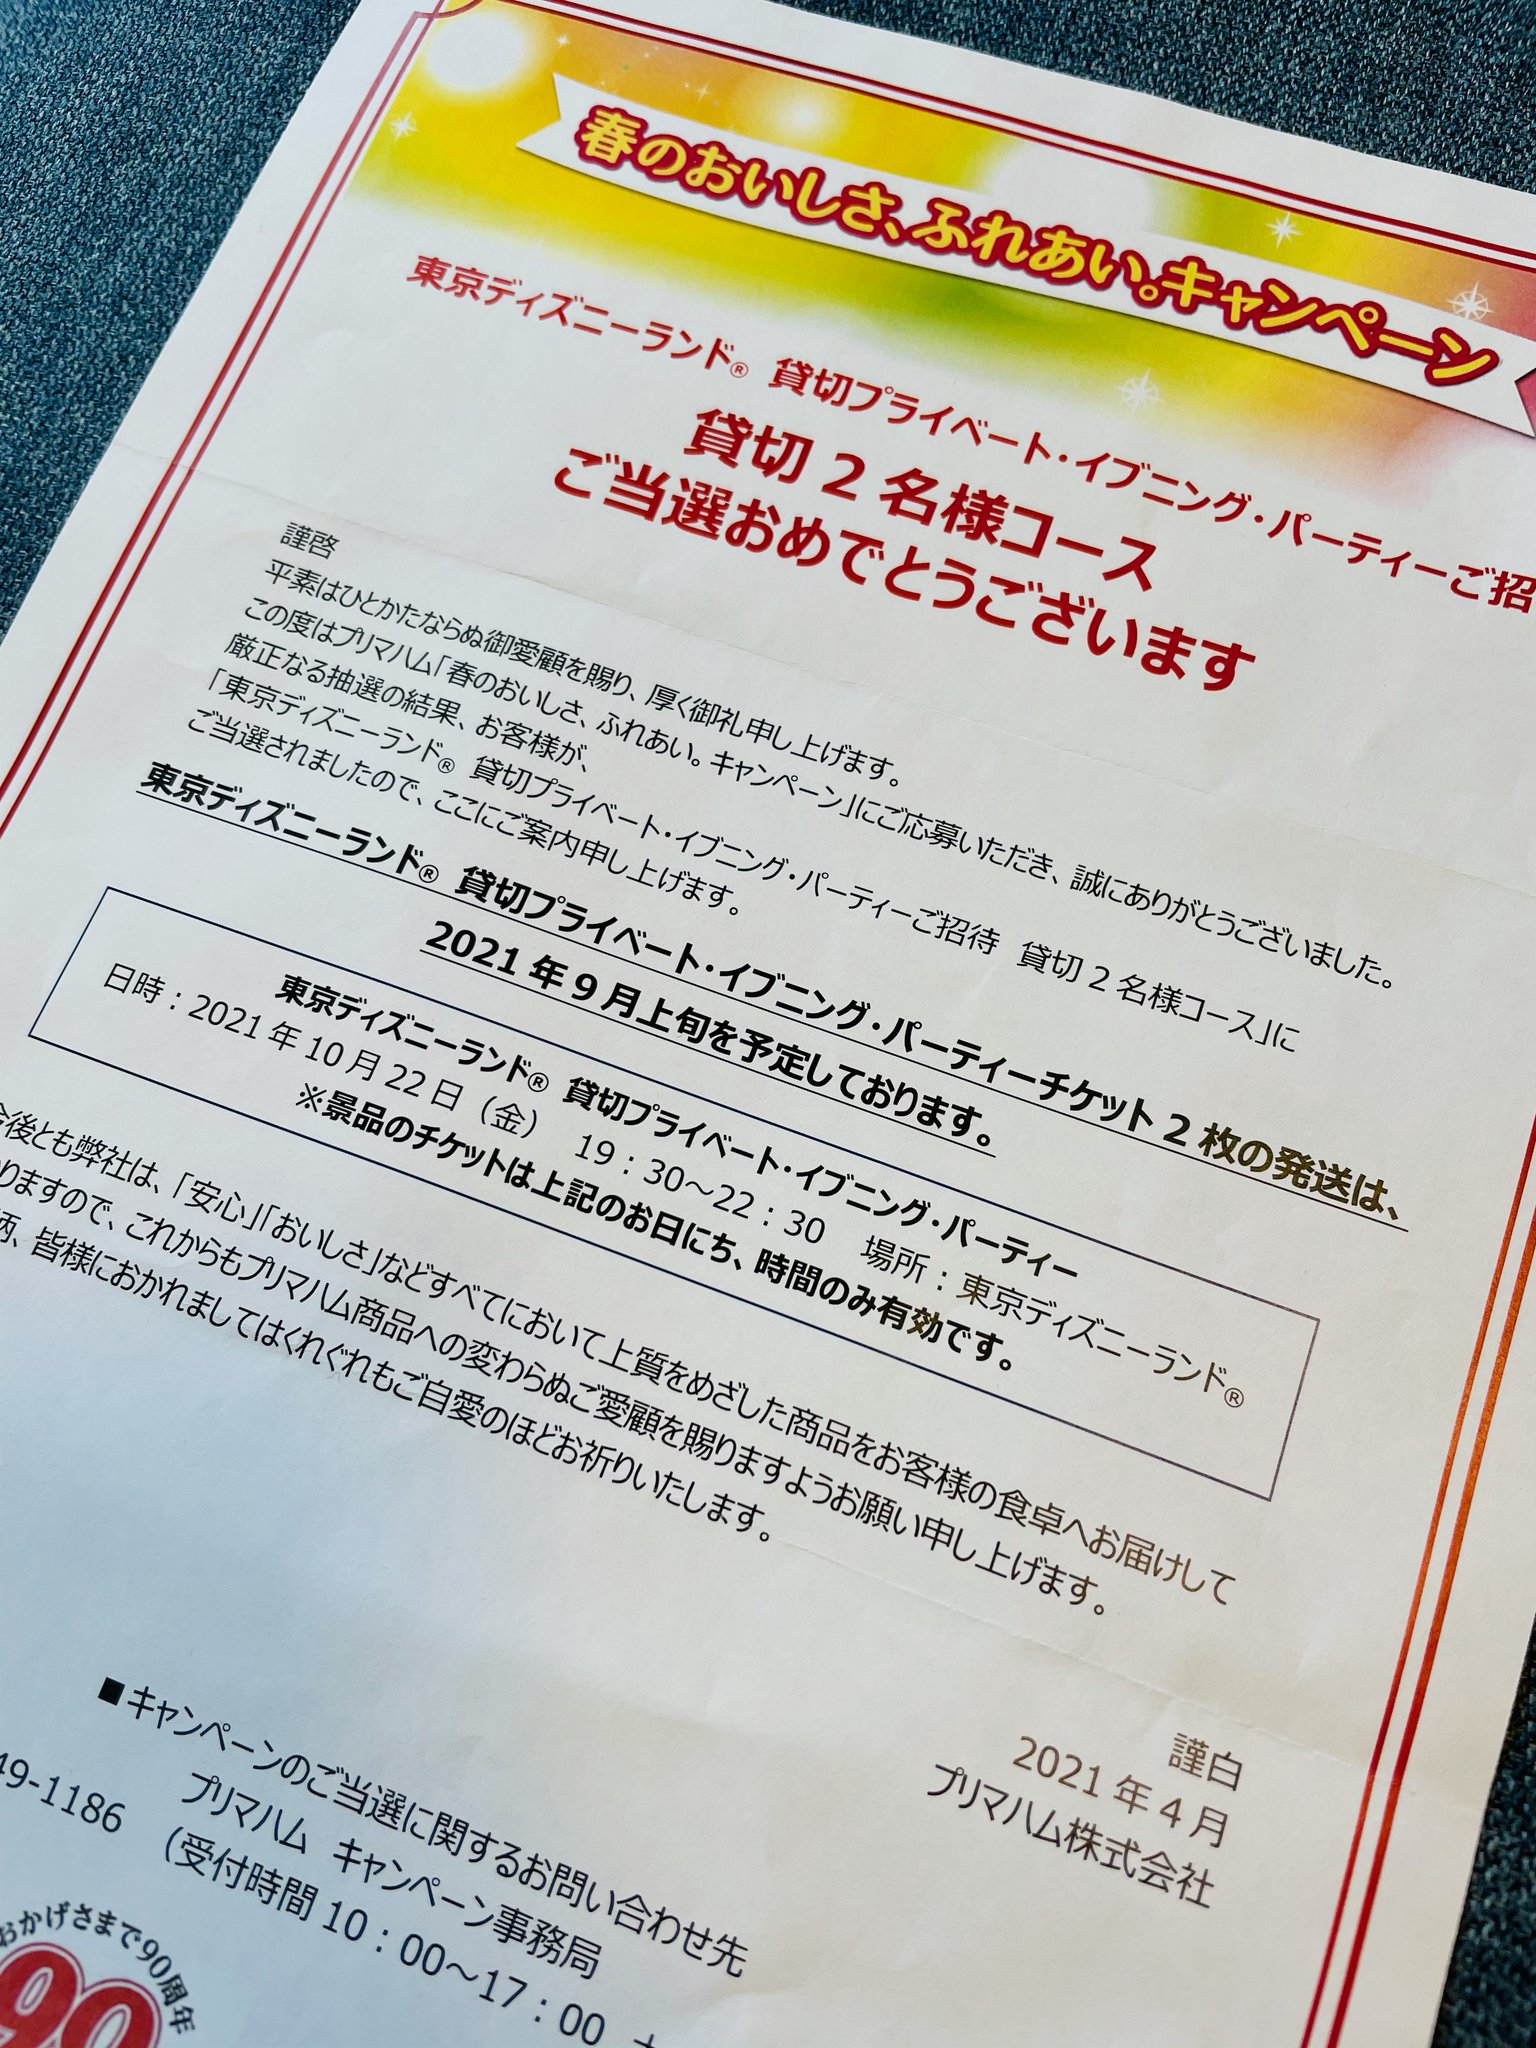 春のおいしさ、ふれあい。キャンペーン
東京ディズニーランド® 貸切プライベート・イブニング・パーティーご招
貸切 2 名様コース
ご当選おめでとうございます
謹啓
平素はひとかたならぬ御愛顧を賜り、厚く御礼申し上げます。
この度はプリマハム「春のおいしさ、ふれあい。キャンペーン」にご応募いただき、誠にありがとうございました。
厳正なる抽選の結果、お客様が、
「東京ディズニーランド® 貸切プライベート・イブニング・パーティーご招待 貸切 2 名様コース」に
ご当選されましたので、ここにご案内申し上げます。
東京ディズニーランド® 貸切プライベート・イブニング・パーティーチケット 2 枚の発送は、
2021 年 9 月上旬を予定しております。
東京ディズニーランド® 貸切プライベート・イブニング・パーティー
日時：2021 年 10 月 22 日（金） 19：30～22：30 場所：東京ディズニーランド®
※景品のチケットは上記のお日にち、時間のみ有効です。
今後とも弊社は、「安心」「おいしさ」などすべてにおいて上質をめざした商品をお客様の食卓へお届けして
りますので、これからもプリマハム商品への変わらぬご愛顧を賜りますようお願い申し上げます。
柄、皆様におかれましてはくれぐれもご自愛のほどお祈りいたします。
謹白
2021 年 4 月
プリマハム株式会社
■キャンペーンのご当選に関するお問い合わせ先
プリマハム キャンペーン事務局
49-1186 （受付時間 10：00～17：00
おかげさまで90周年
90